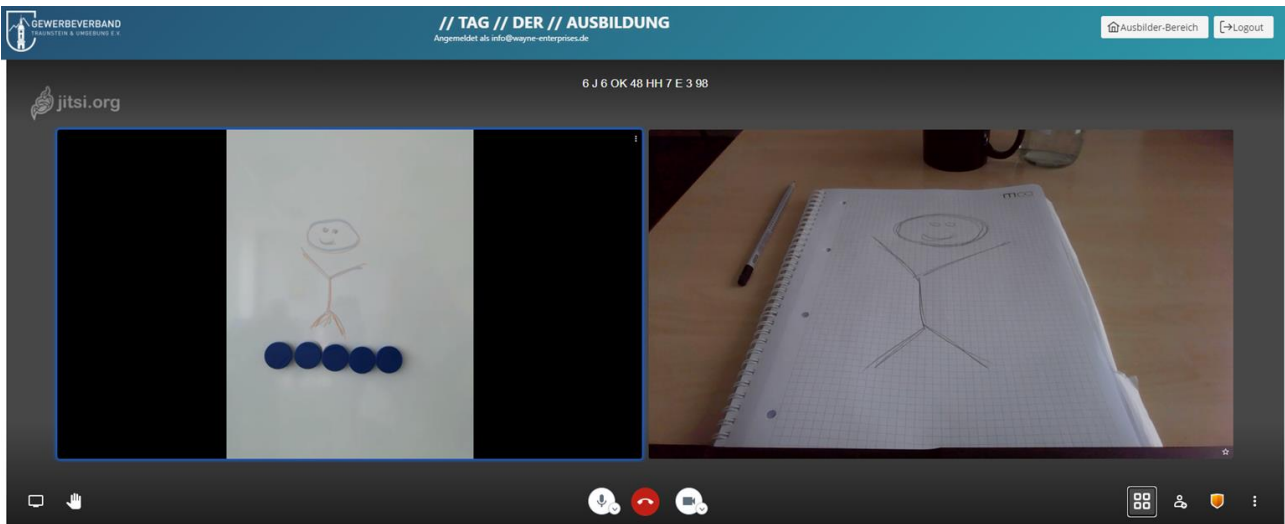 GEWERBEVERBAND
TRAUNSTEIN & UMGEBUNG E.V.
// TAG // DER // AUSBILDUNG
Angemeldet als info@wayne-enterprises.de
Ausbilder-Bereich
Logout
6 J 6 OK 48 HH 7 E 3 98
jitsi.org